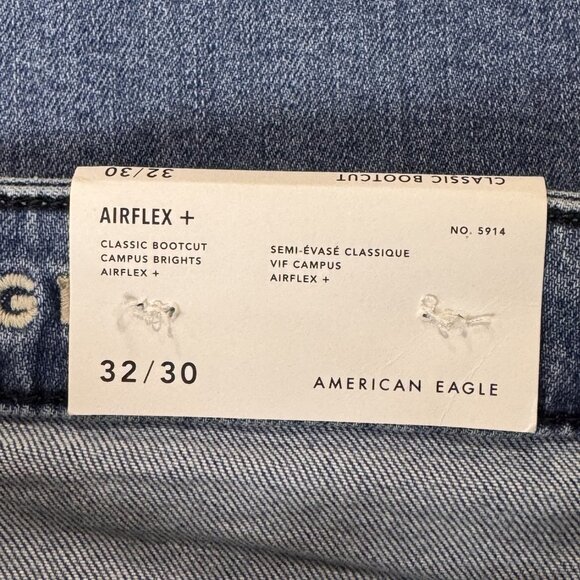 32/30
CLASSIC BOOTCUT
AIRFLEX +
NO. 5914
CLASSIC BOOTCUT
CAMPUS BRIGHTS
AIRFLEX +
SEMI-ÉVASÉ CLASSIQUE
VIF CAMPUS
AIRFLEX +
G
32/30
AMERICAN EAGLE